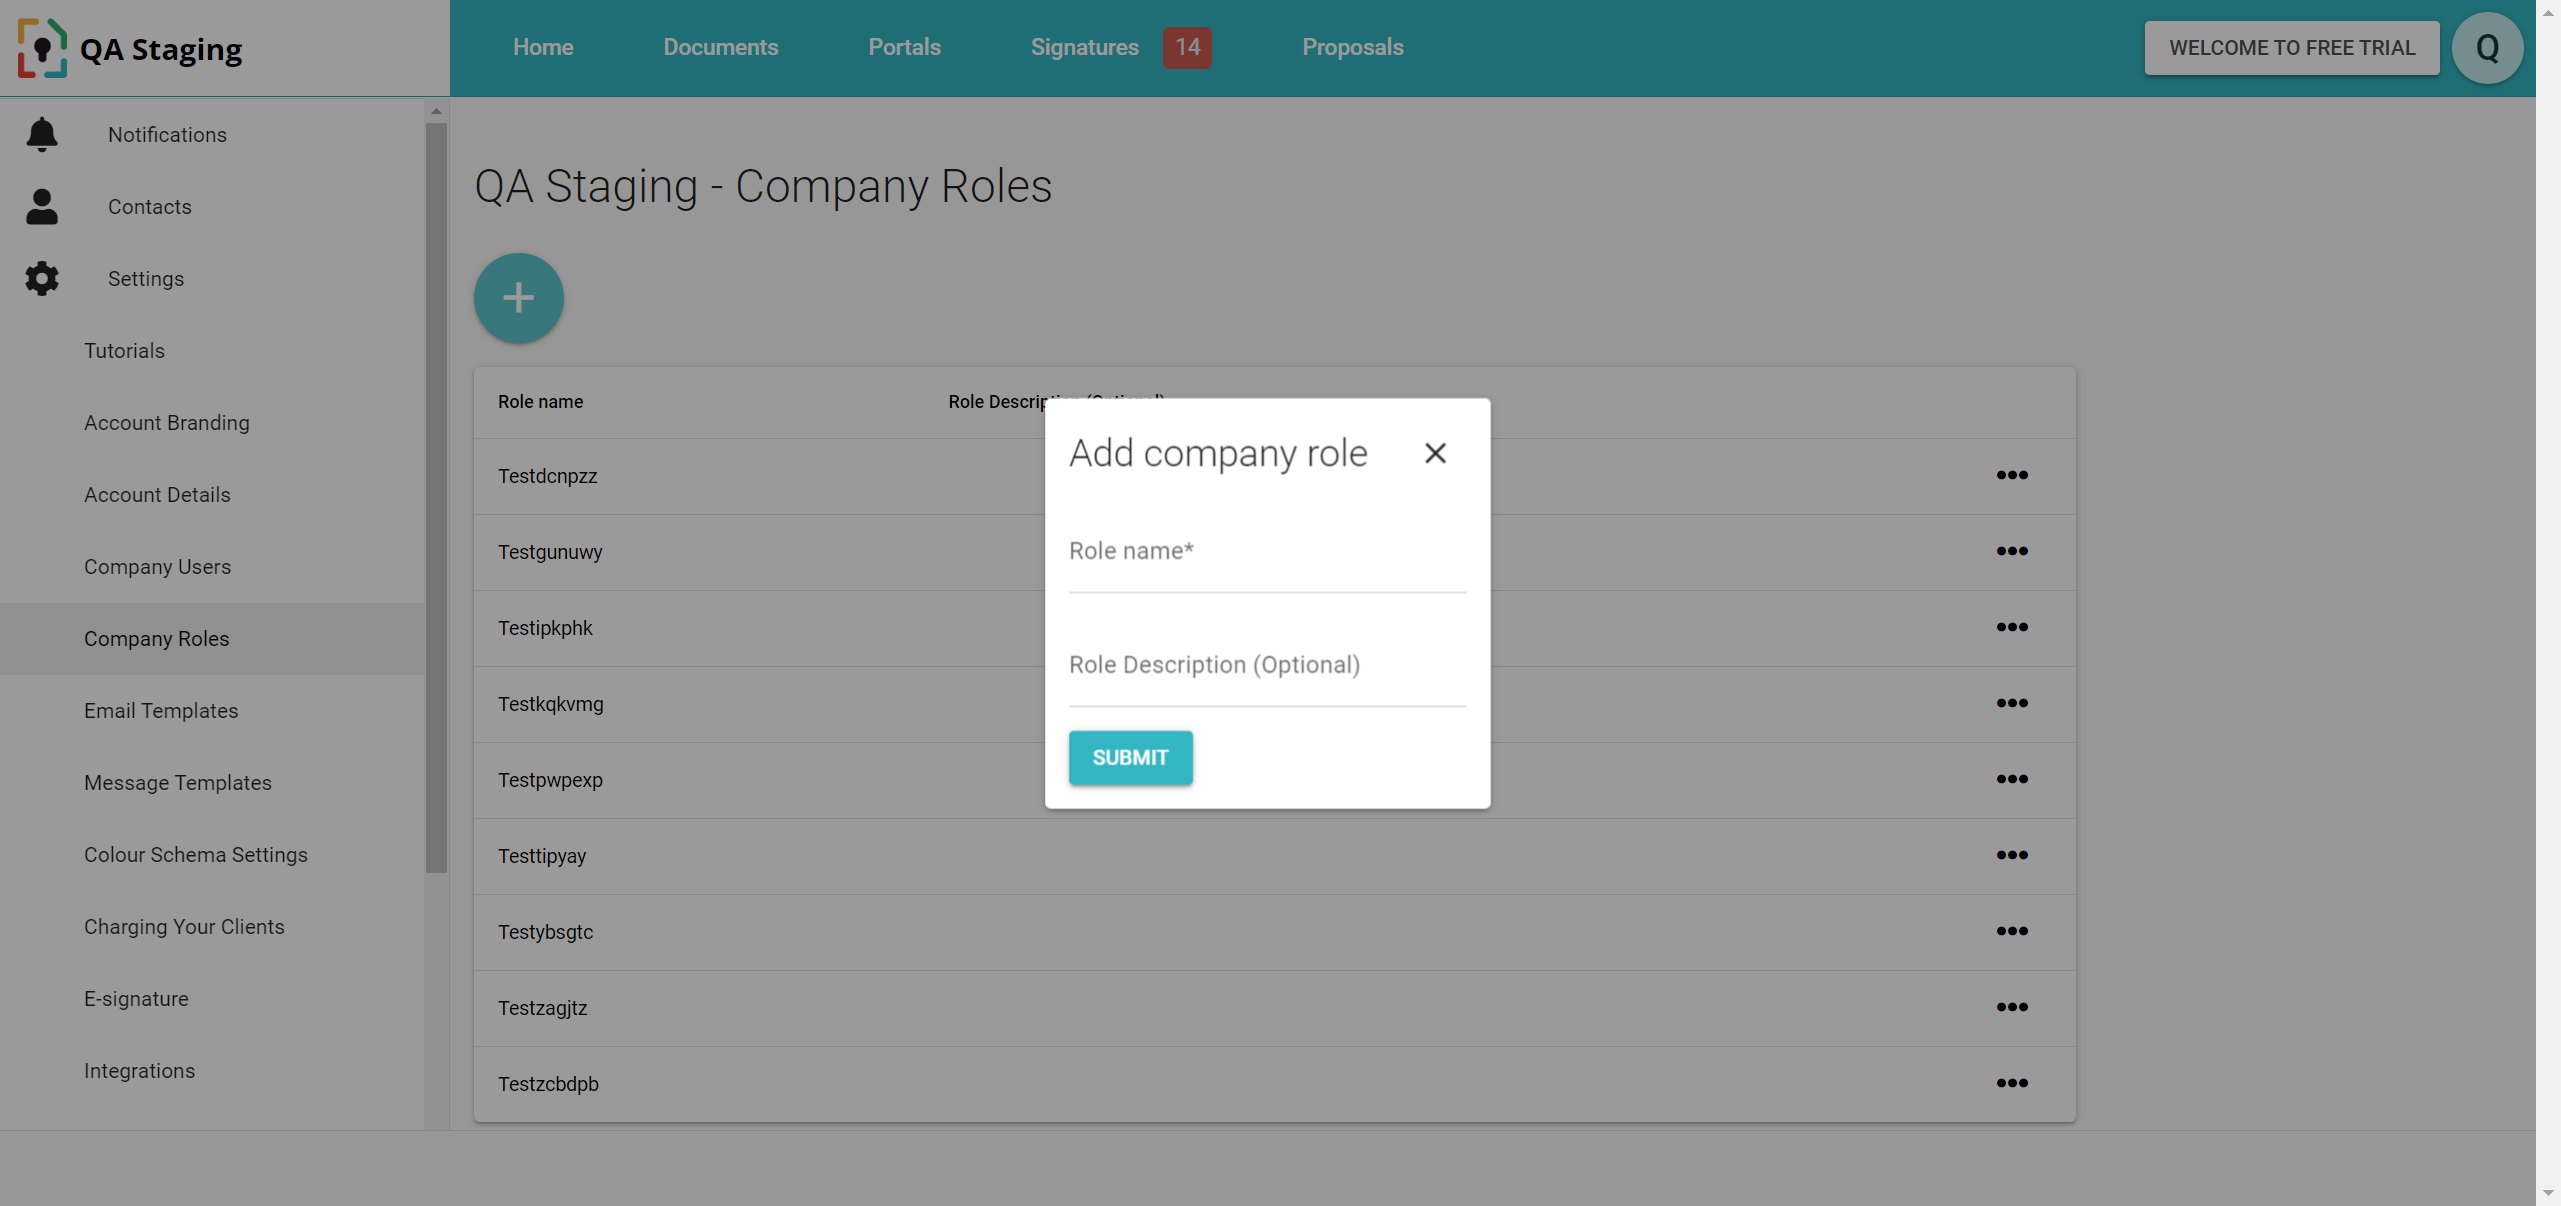 QA Staging
Home
Documents
Portals
Signatures
14
Proposals
WELCOME TO FREE TRIAL
Q
Notifications
Contacts
Settings
Tutorials
Account Branding
Account Details
Company Users
Company Roles
Email Templates
Message Templates
Colour Schema Settings
Charging Your Clients
E-signature
Integrations
QA Staging - Company Roles
+
Role name
Role Description (Optional)
Testdcnpzz
Testgunuwy
Testipkphk
Testkqkvmg
Testpwpexp
Testtipyay
Testybsgtc
Testzagjtz
Testzcbdpb
Add company role
Role name*
Role Description (Optional)
SUBMIT